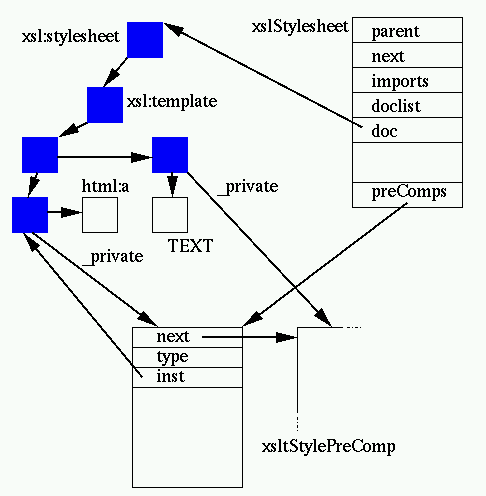 xslStylesheet
parent
next
imports
doclist
doc
preComps
xsl:stylesheet
xsl:template
html:a
TEXT
_private
_private
next
type
inst
xsltStylePreComp